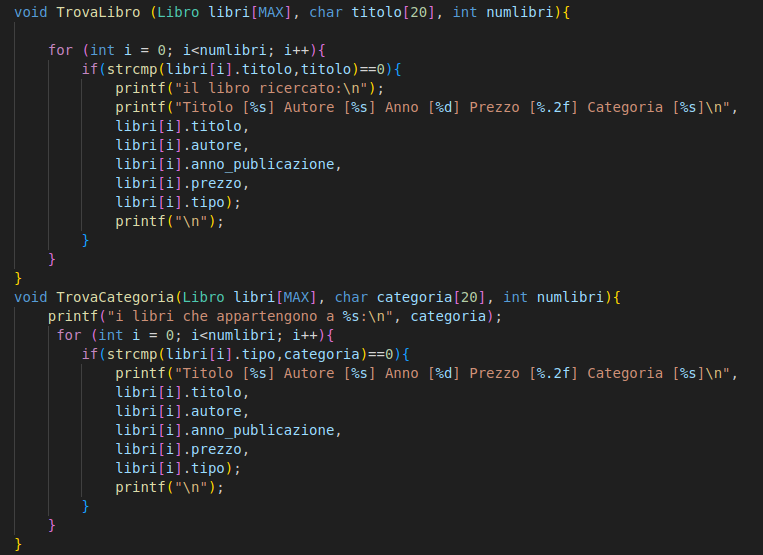 void TrovaLibro (Libro libri[MAX], char titolo[20], int numlibri){
for (int i = 0; i<numlibri; i++){
if(strcmp(libri[i].titolo,titolo)==0){
printf("il libro ricercato:\n");
printf("Titolo [%s] Autore [%s] Anno [%d] Prezzo [%.2f] Categoria [%s]\n",
libri[i].titolo,
libri[i].autore,
libri[i].anno_publicazione,
libri[i].prezzo,
libri[i].tipo);
printf("\n");
}
}
}
void TrovaCategoria(Libro libri[MAX], char categoria[20], int numlibri){
printf("i libri che appartengono a %s:\n", categoria);
for (int i = 0; i<numlibri; i++){
if(strcmp(libri[i].tipo,categoria)==0){
printf("Titolo [%s] Autore [%s] Anno [%d] Prezzo [%.2f] Categoria [%s]\n",
libri[i].titolo,
libri[i].autore,
libri[i].anno_publicazione,
libri[i].prezzo,
libri[i].tipo);
printf("\n");
}
}
}